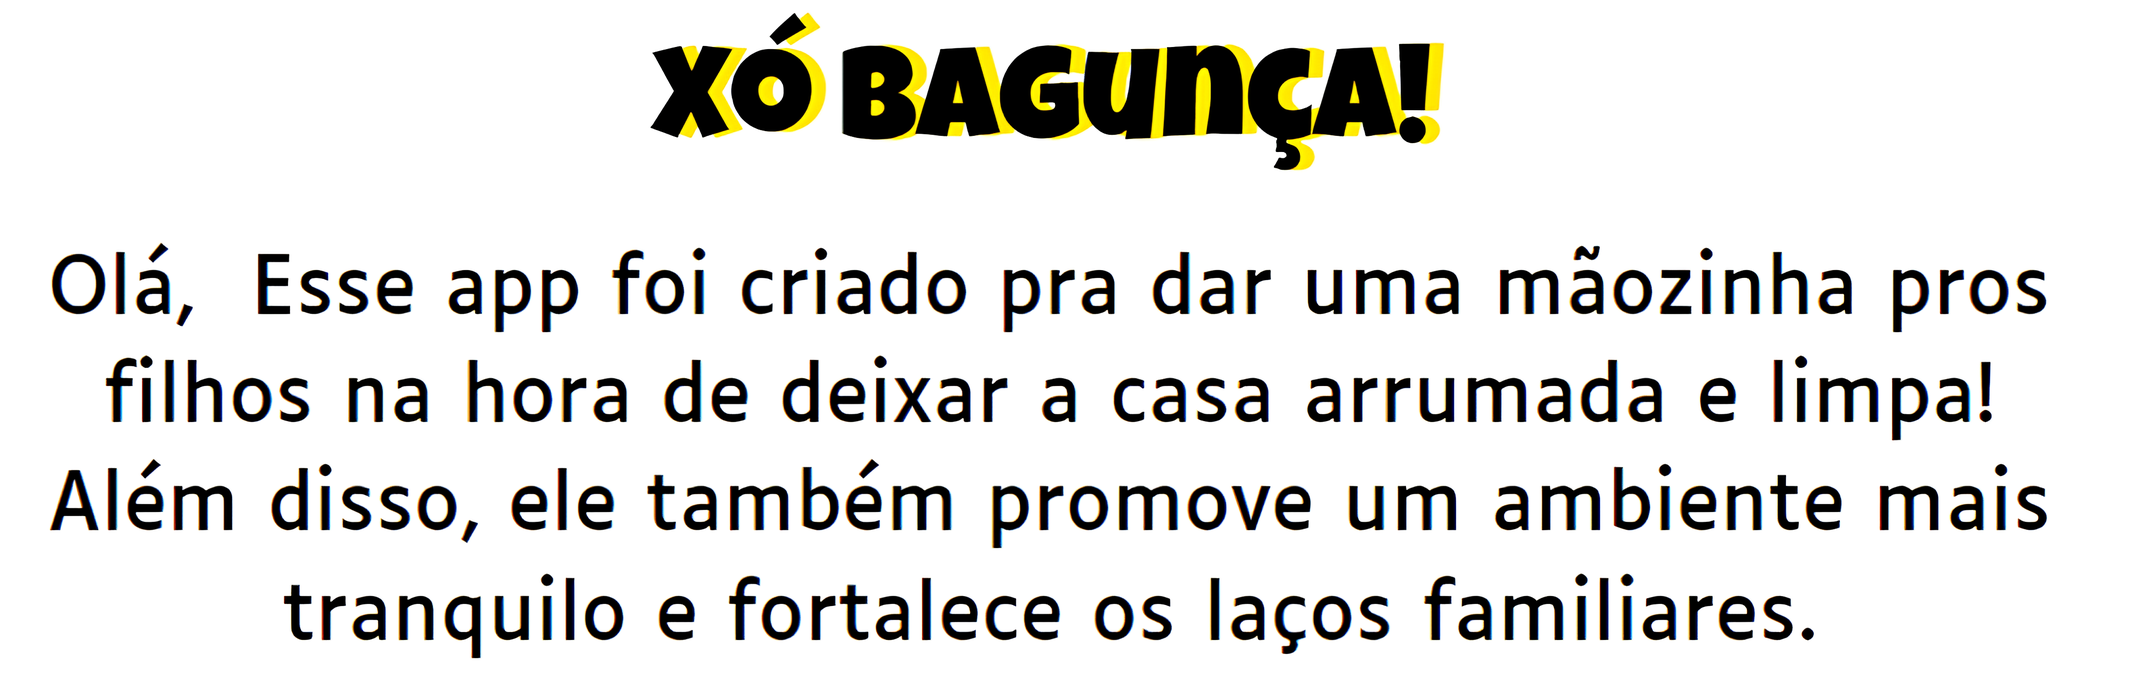 XÓ BAGUNÇA!
Olá,  Esse app foi criado pra dar uma mãozinha pros
filhos na hora de deixar a casa arrumada e limpa!
Além disso, ele também promove um ambiente mais
tranquilo e fortalece os laços familiares.